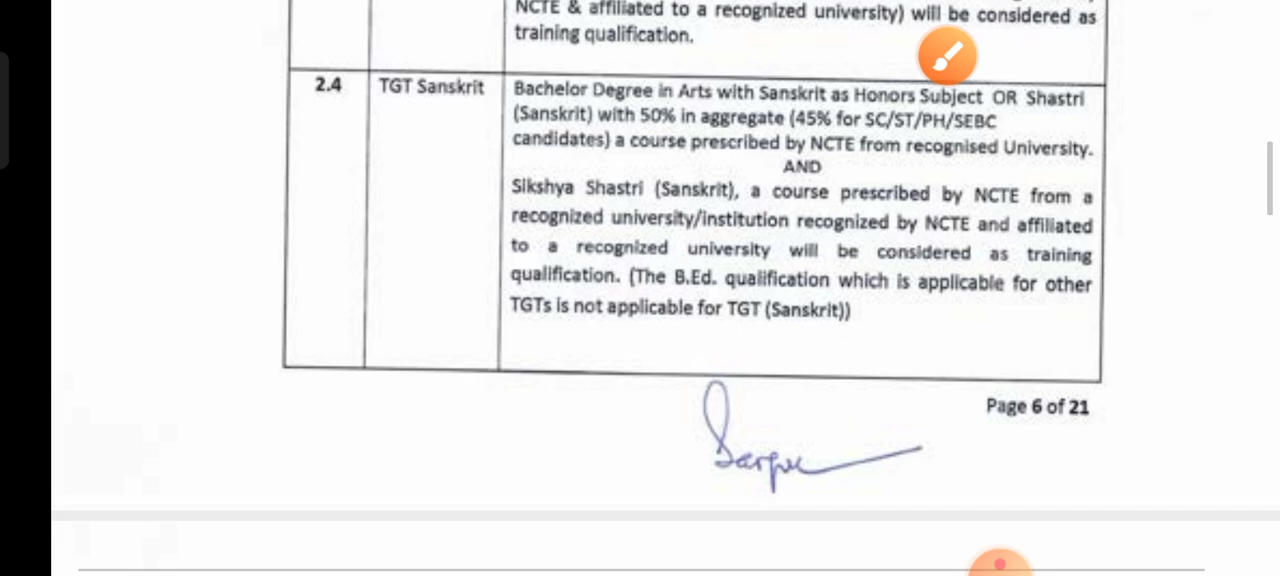 NCTE & affiliated to a recognized university) will be considered as
training qualification.
2.4
TGT Sanskrit
Bachelor Degree in Arts with Sanskrit as Honors Subject OR Shastri
(Sanskrit) with 50% in aggregate (45% for SC/ST/PH/SEBC
candidates) a course prescribed by NCTE from recognised University.
AND
Sikshya Shastri (Sanskrit), a course prescribed by NCTE from a
recognized university/institution recognized by NCTE and affiliated
to a recognized university will be considered as training
qualification. (The B.Ed. qualification which is applicable for other
TGTs is not applicable for TGT (Sanskrit))
Page 6 of 21